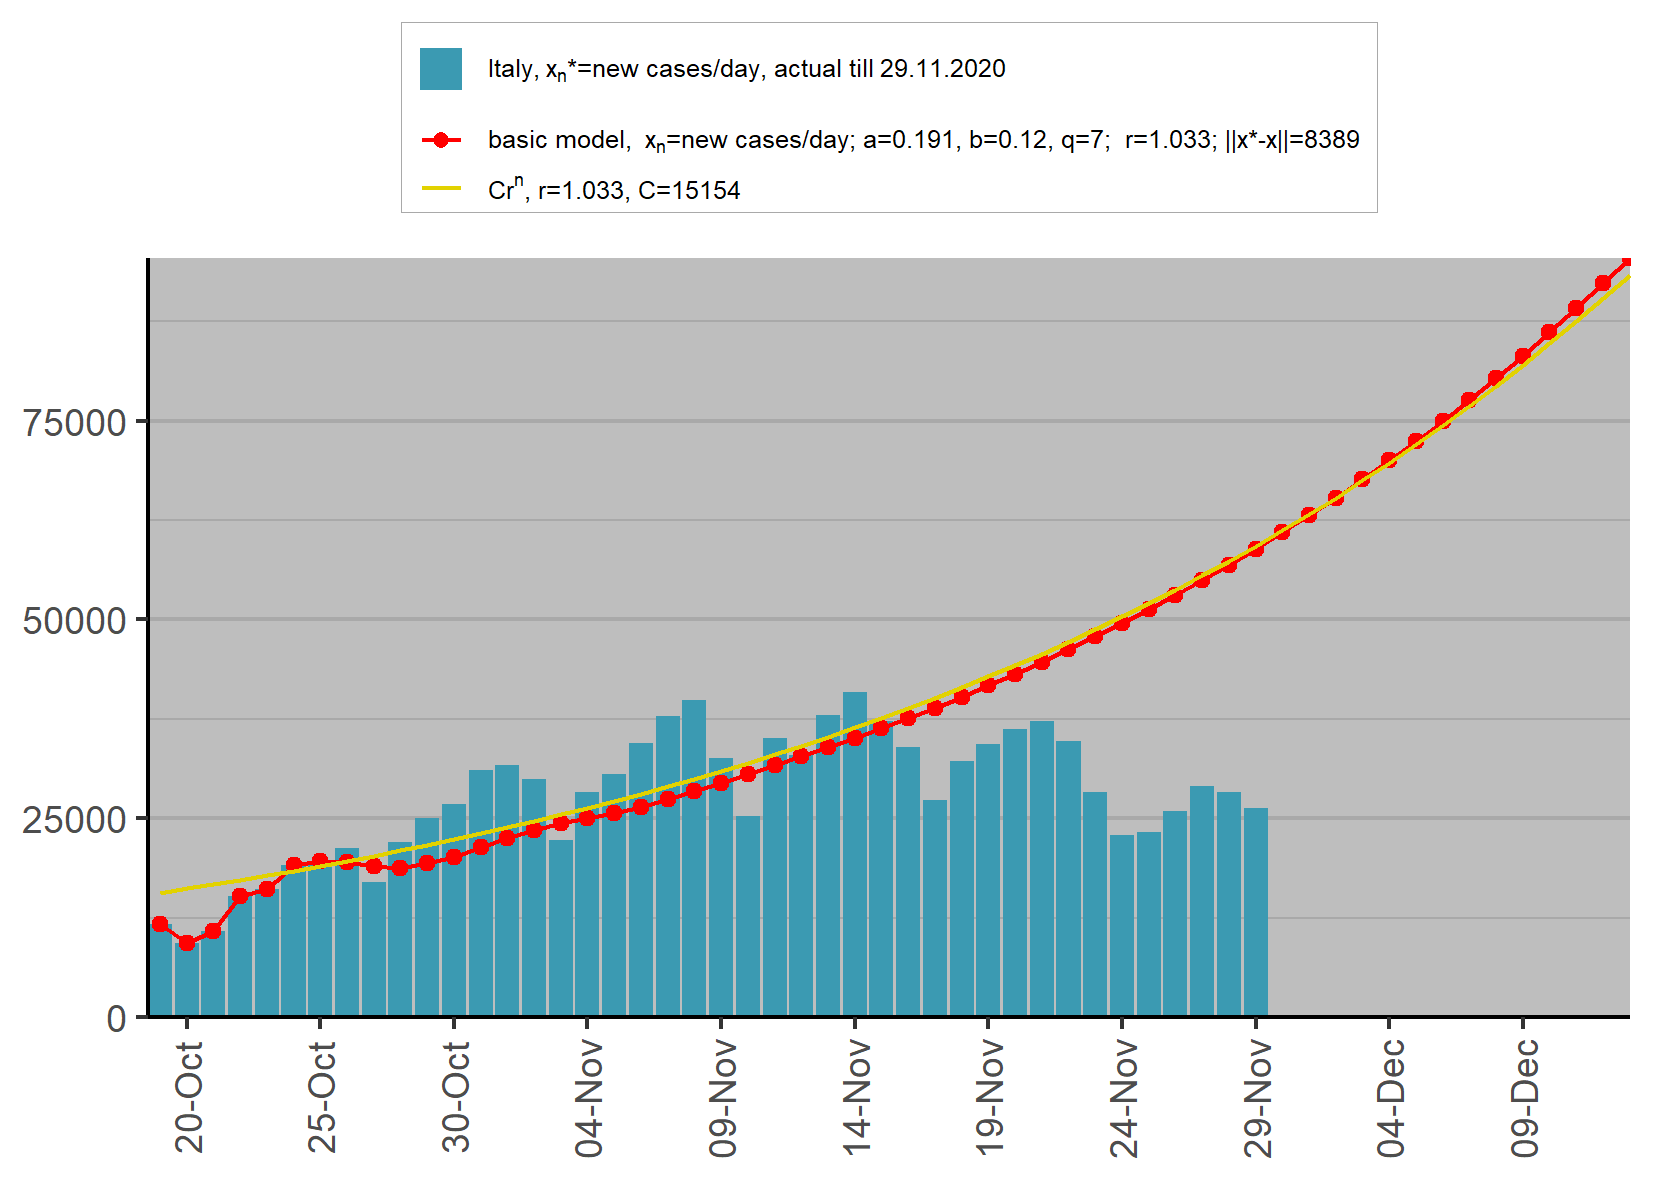 Italy, xₙ*=new cases/day, actual till 29.11.2020
basic model, xₙ=new cases/day; a=0.191, b=0.12, q=7; r=1.033; ||x*-x||=8389
Crⁿ, r=1.033, C=15154
75000
50000
25000
0
20-Oct
25-Oct
30-Oct
04-Nov
09-Nov
14-Nov
19-Nov
24-Nov
29-Nov
04-Dec
09-Dec